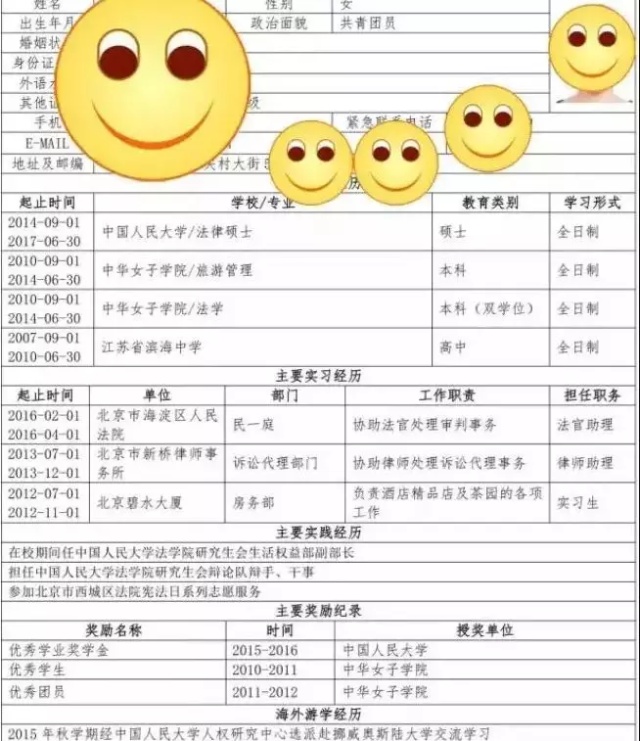 姓名 性别 女
出生年月 政治面貌 共青团员
婚姻状
身份证
外语
其他证 级
手机 紧急联系电话
E-MAIL
地址及邮编 村大街5
历
起止时间 学校/专业 教育类别 学习形式
2014-09-01
2017-06-30 中国人民大学/法律硕士 硕士 全日制
2010-09-01
2014-06-30 中华女子学院/旅游管理 本科 全日制
2010-09-01
2014-06-30 中华女子学院/法学 本科（双学位） 全日制
2007-09-01
2010-06-30 江苏省滨海中学 高中 全日制
主要实习经历
起止时间 单位 部门 工作职责 担任职务
2016-02-01
2016-04-01 北京市海淀区人民
法院 民一庭 协助法官处理审判事务 法官助理
2013-07-01
2013-12-01 北京市新桥律师事
务所 诉讼代理部门 协助律师处理诉讼代理事务 律师助理
2012-07-01
2012-11-01 北京碧水大厦 房务部 负责酒店精品店及茶园的各项
工作 实习生
主要实践经历
在校期间任中国人民大学法学院研究生会生活权益部副部长
担任中国人民大学法学院研究生会辩论队辩手、干事
参加北京市西城区法院宪法日系列志愿服务
主要奖励纪录
奖励名称 时间 授奖单位
优秀学业奖学金 2015-2016 中国人民大学
优秀学生 2010-2011 中华女子学院
优秀团员 2011-2012 中华女子学院
海外游学经历
2015 年秋学期经中国人民大学人权研究中心选派赴挪威奥斯陆大学交流学习